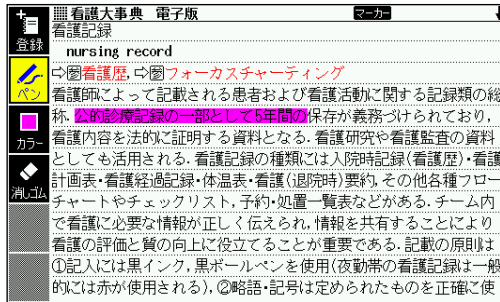 看護大事典 電子版 マーカー
登録
ペン
カラー
消しゴム
看護記録
nursing record
⇨図看護歴, ⇨図フォーカスチャーティング
看護師によって記載される患者および看護活動に関する記録類の総
称. 公的診療記録の一部として5年間の保存が義務づけられており,
看護内容を法的に証明する資料となる. 看護研究や看護監査の資料
としても活用される. 看護記録の種類には入院時記録(看護歴)・看護
計画表・看護経過記録・体温表・看護(退院時)要約, その他各種フロー
チャートやチェックリスト, 予約・処置一覧表などがある. チーム内
で看護に必要な情報が正しく伝えられ, 情報を共有することにより
看護の評価と質の向上に役立てることが重要である. 記載の原則は
①記入には黒インク, 黒ボールペンを使用(夜勤帯の看護記録は一般
的には赤が使用される), ②略語・記号は定められたものを正確に使